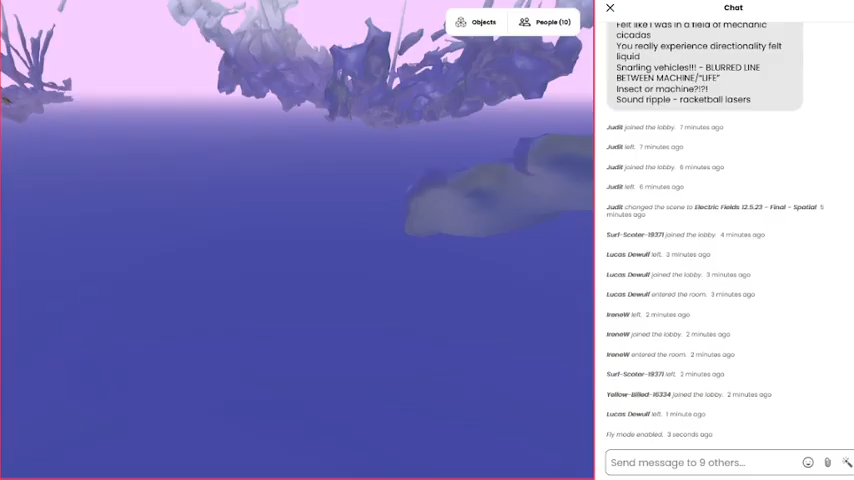 Objects
People (10)
Chat
Felt like I was in a field of mechanic
cicadas
You really experience directionality felt
liquid
Snarling vehicles!!! - BLURRED LINE
BETWEEN MACHINE/"LIFE"
Insect or machine?!?!
Sound ripple - racketball lasers
Judit joined the lobby. 7 minutes ago
Judit left. 7 minutes ago
Judit joined the lobby. 6 minutes ago
Judit left. 6 minutes ago
Judit changed the scene to Electric Fields 12.5.23 - Final - Spatial 5
minutes ago
Surf-Scoter-19371 joined the lobby. 4 minutes ago
Lucas Dewulf left. 3 minutes ago
Lucas Dewulf joined the lobby. 3 minutes ago
Lucas Dewulf entered the room. 3 minutes ago
IreneW left. 2 minutes ago
IreneW joined the lobby. 2 minutes ago
IreneW entered the room. 2 minutes ago
Surf-Scoter-19371 left. 2 minutes ago
Yellow-Billed-16334 joined the lobby. 2 minutes ago
Lucas Dewulf left. 1 minute ago
Fly mode enabled. 3 seconds ago
Send message to 9 others...